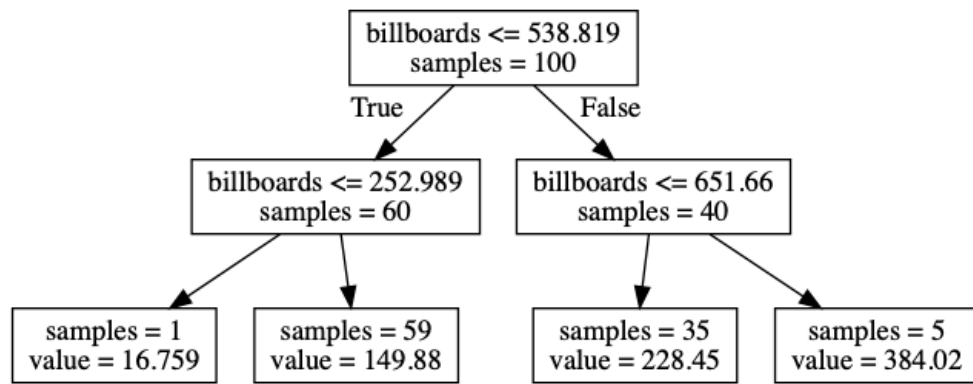 billboards <= 538.819
samples = 100
True
False
billboards <= 252.989
samples = 60
billboards <= 651.66
samples = 40
samples = 1
value = 16.759
samples = 59
value = 149.88
samples = 35
value = 228.45
samples = 5
value = 384.02